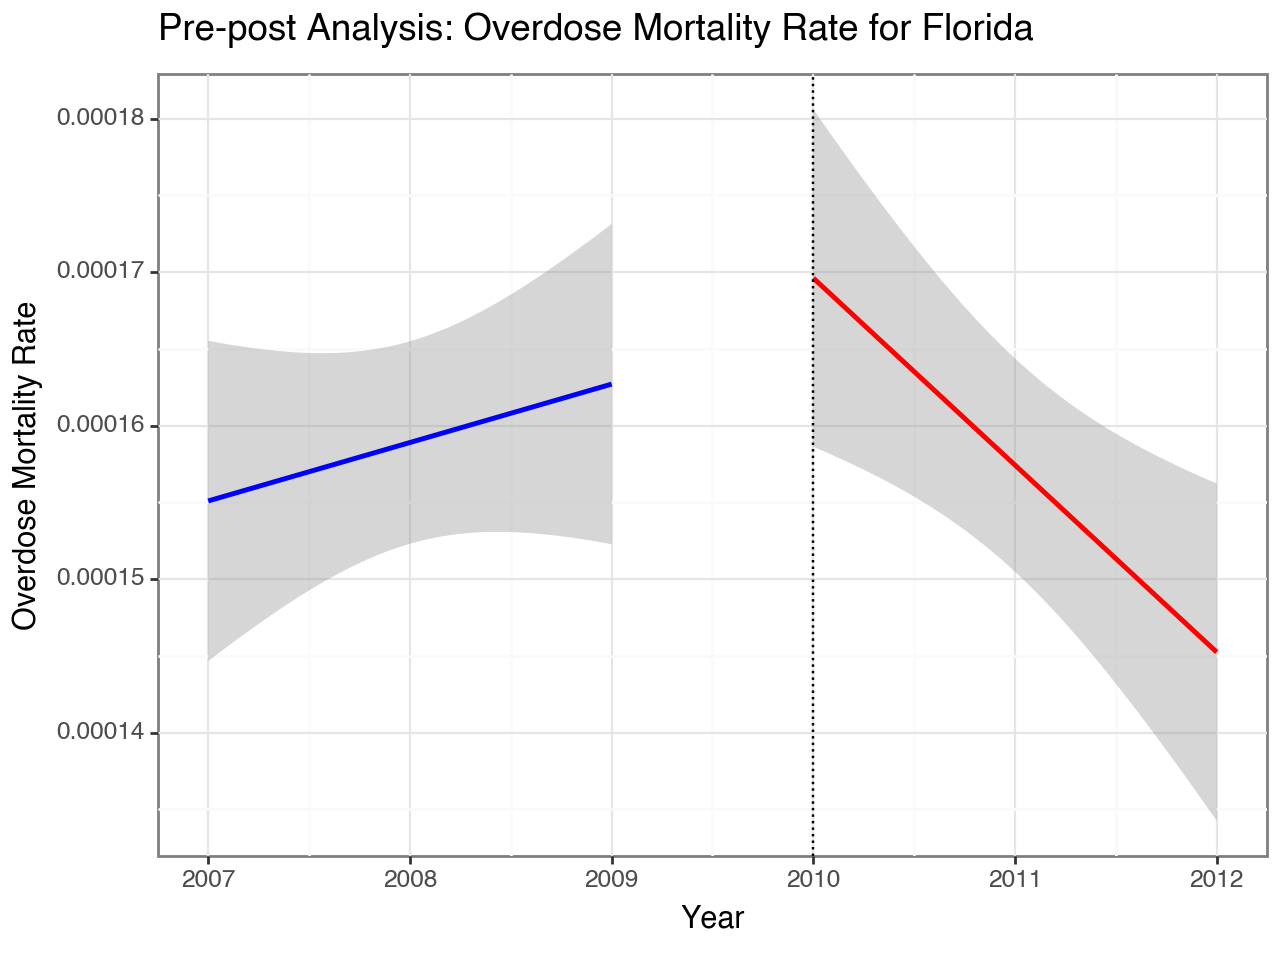 Pre-post Analysis: Overdose Mortality Rate for Florida
0.00018
0.00017
0.00016
0.00015
0.00014
Overdose Mortality Rate
2007 2008 2009 2010 2011 2012
Year